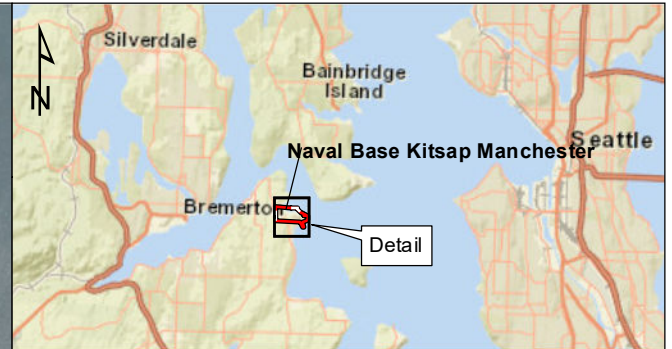 Silverdale
N
Bainbridge
Island
Seattle
Naval Base Kitsap Manchester
Bremerton
Detail